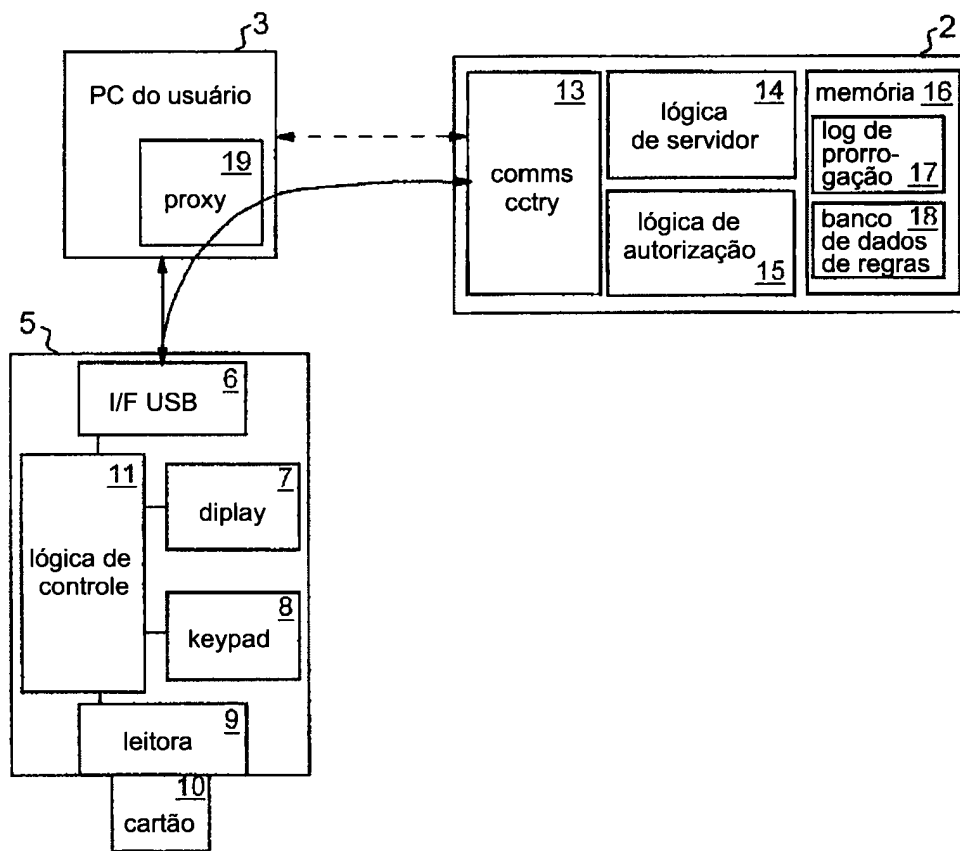 3
PC do usuário
19
proxy
2
13
comms
cctry
14
lógica
de servidor
lógica de
autorização
15
memória 16
log de
prorro-
gação
17
banco 18
de dados
de regras
5
6
I/F USB
11
lógica de
controle
7
diplay
8
keypad
9
leitora
10
cartão